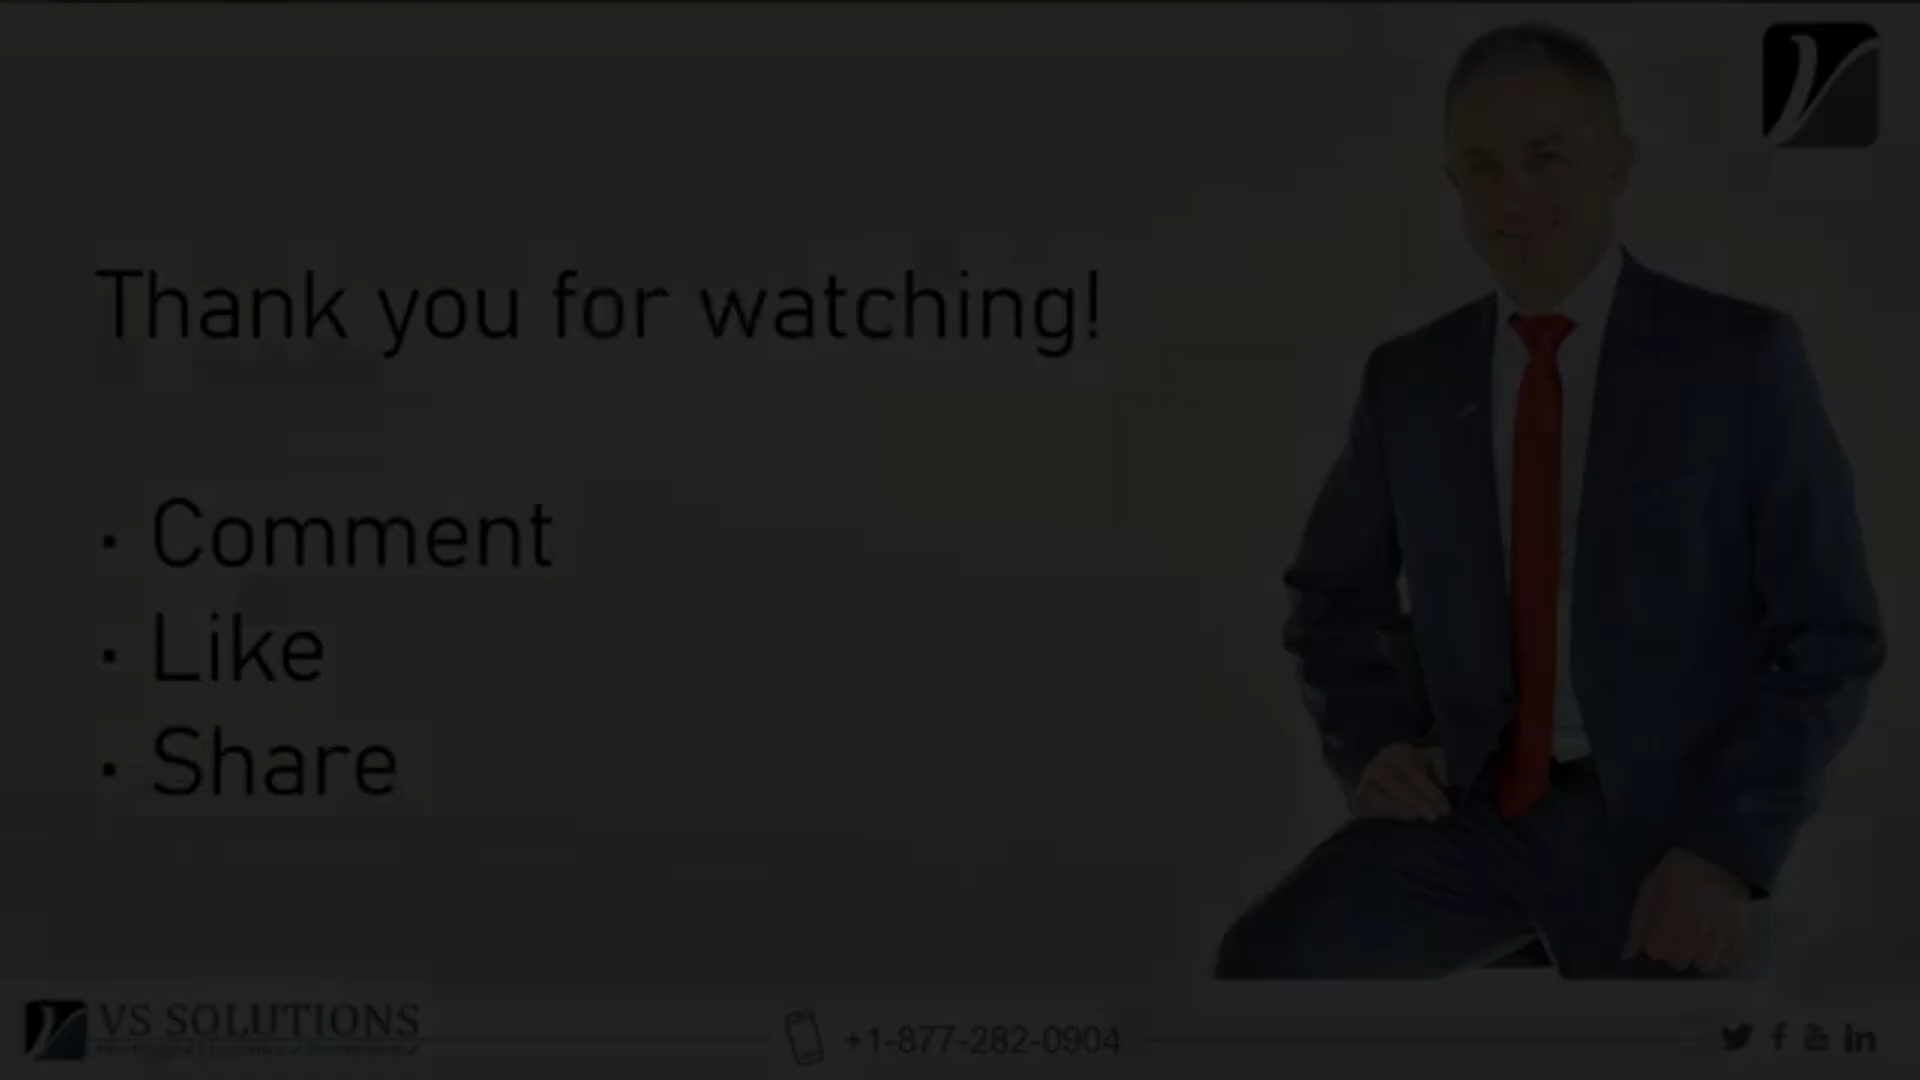 Thank you for watching!
• Comment
• Like
• Share
VS SOLUTIONS
+1-877-282-0904